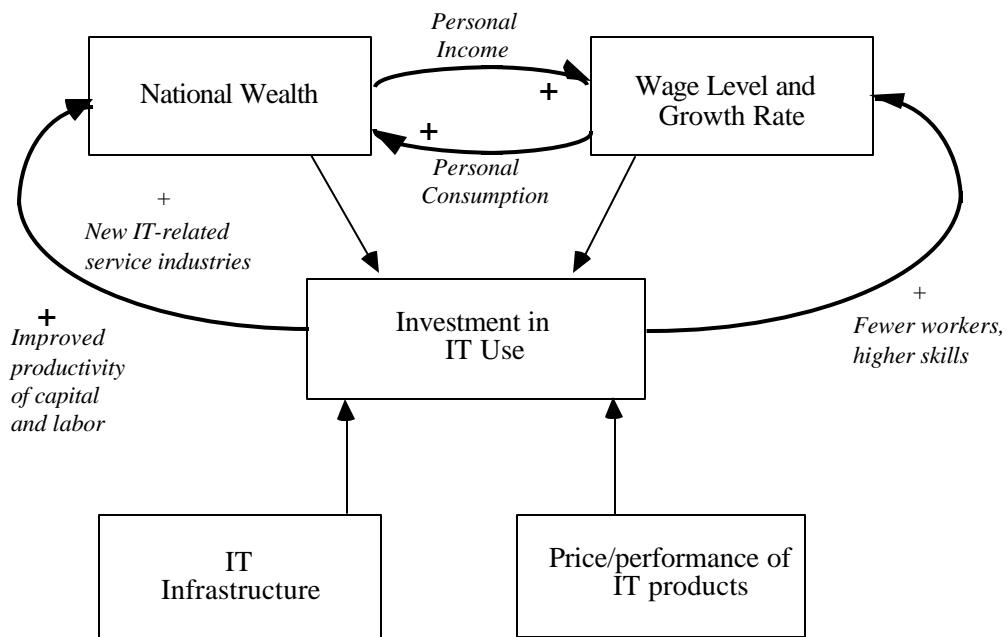 Personal
Income
National Wealth
+
Wage Level and
Growth Rate
+
Personal
Consumption
+
New IT-related
service industries
+
Improved
productivity
of capital
and labor
Investment in
IT Use
+
Fewer workers,
higher skills
IT
Infrastructure
Price/performance of
IT products